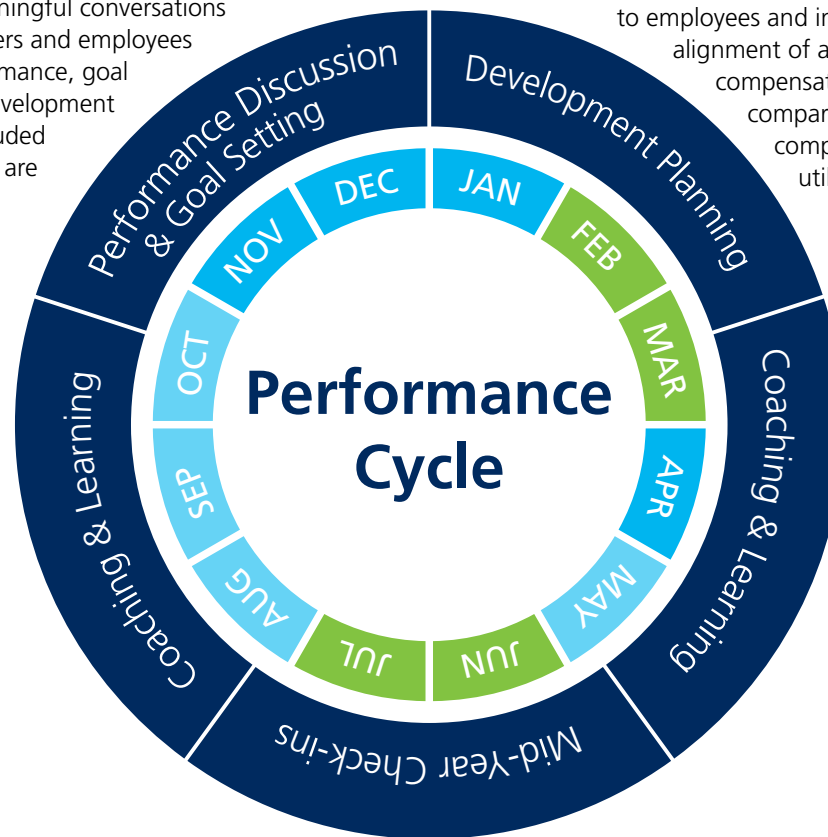 ningful conversations
ers and employees
mance, goal
velopment
uded
are
to employees and in
alignment of a
compensat
compar
comp
util
Performance Discussion
& Goal Setting
Development Planning
Coaching & Learning
Mid-Year Check-ins
Coaching & Learning
JAN
FEB
MAR
APR
MAY
JUN
JUL
AUG
SEP
OCT
NOV
DEC
Performance
Cycle